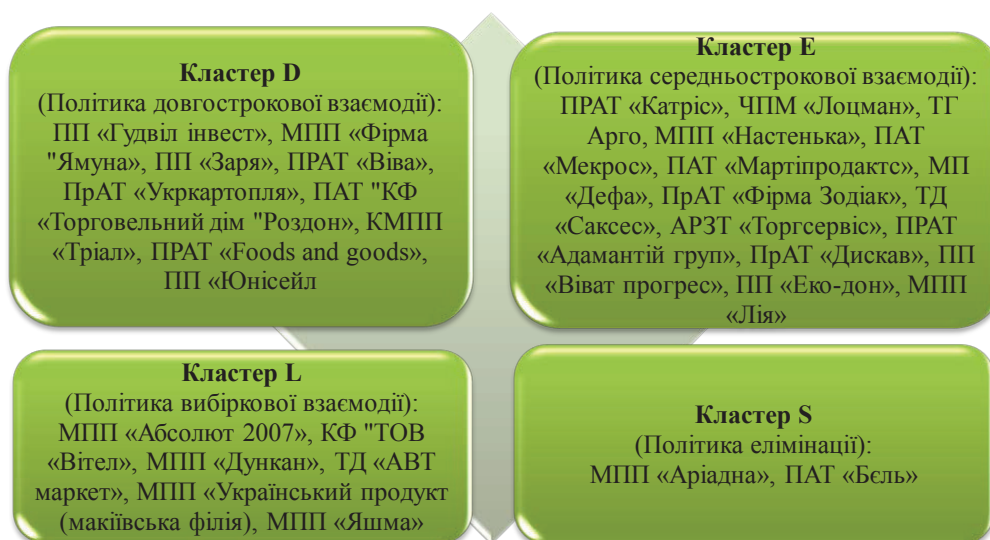 Кластер D
(Політика довгострокової взаємодії):
ПП «Гудвіл інвест», МПП «Фірма
"Ямуна», ПП «Заря», ПРАТ «Віва»,
ПрАТ «Укркартопля», ПАТ "КФ
«Торговельний дім "Роздон», КМПП
«Тріал», ПРАТ «Foods and goods»,
ПП «Юнісейл
Кластер E
(Політика середньострокової взаємодії):
ПРАТ «Катріс», ЧПМ «Лоцман», ТГ
Арго, МПП «Настенька», ПАТ
«Мекрос», ПАТ «Мартіпродактс», МП
«Дефа», ПрАТ «Фірма Зодіак», ТД
«Саксес», АРЗТ «Торгсервіс», ПРАТ
«Адамантій груп», ПрАТ «Дискав», ПП
«Віват прогрес», ПП «Еко-дон», МПП
«Лія»
Кластер L
(Політика вибіркової взаємодії):
МПП «Абсолют 2007», КФ "ТОВ
«Вітел», МПП «Дункан», ТД «АВТ
маркет», МПП «Український продукт
(макіївська філія), МПП «Яшма»
Кластер S
(Політика елімінації):
МПП «Аріадна», ПАТ «Бєль»